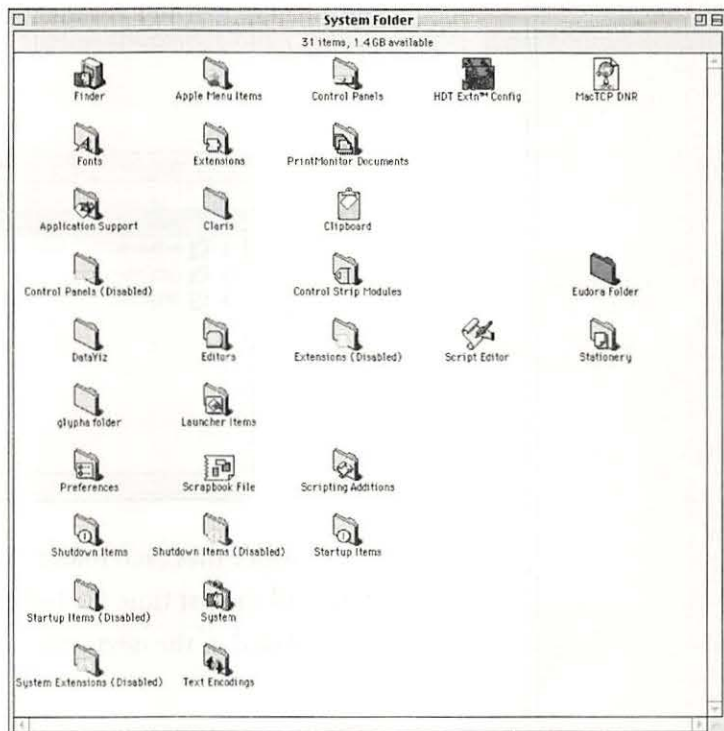 System Folder
31 items, 1.4 GB available
Finder
Apple Menu Items
Control Panels
HDT Extn™ Config
MacTCP DNR
Fonts
Extensions
PrintMonitor Documents
Application Support
Claris
Clipboard
Control Panels (Disabled)
Control Strip Modules
Eudora Folder
DataViz
Editors
Extensions (Disabled)
Script Editor
Stationery
glypha folder
Launcher Items
Preferences
Scrapbook File
Scripting Additions
Shutdown Items
Shutdown Items (Disabled)
Startup Items
Startup Items (Disabled)
System
System Extensions (Disabled)
Text Encodings